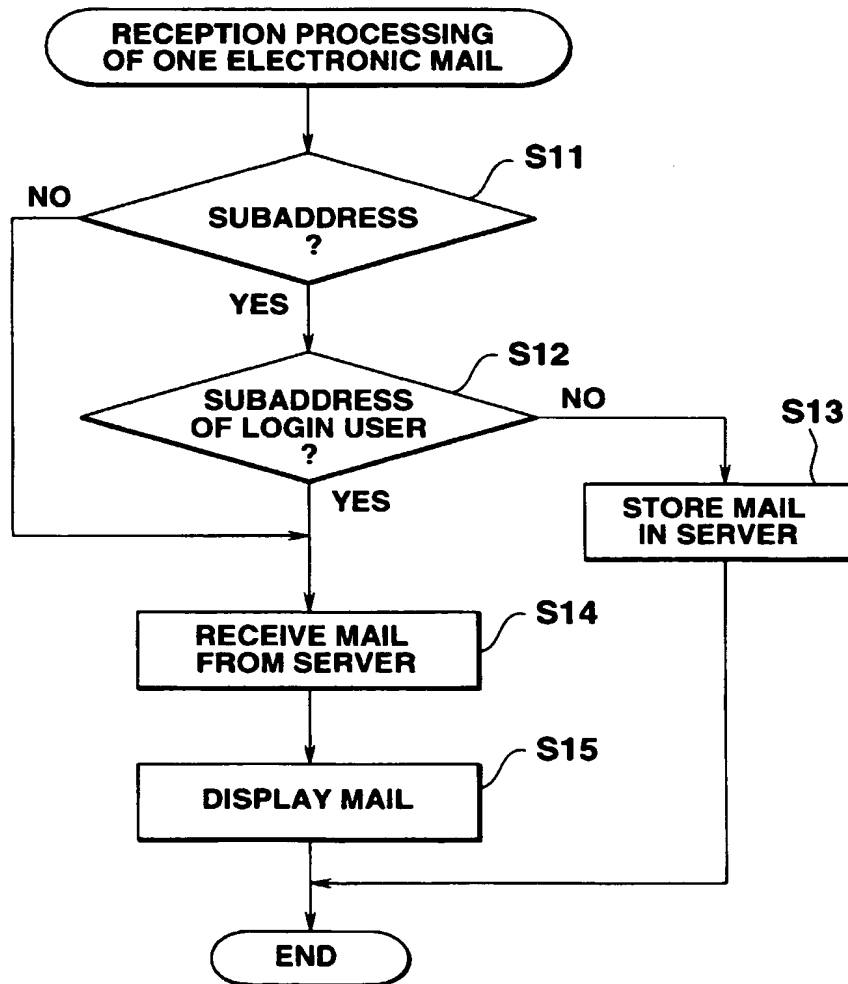 RECEPTION PROCESSING
OF ONE ELECTRONIC MAIL
S11
NO
SUBADDRESS
?
YES
S12
SUBADDRESS
OF LOGIN USER
?
NO
S13
YES
STORE MAIL
IN SERVER
S14
RECEIVE MAIL
FROM SERVER
S15
DISPLAY MAIL
END